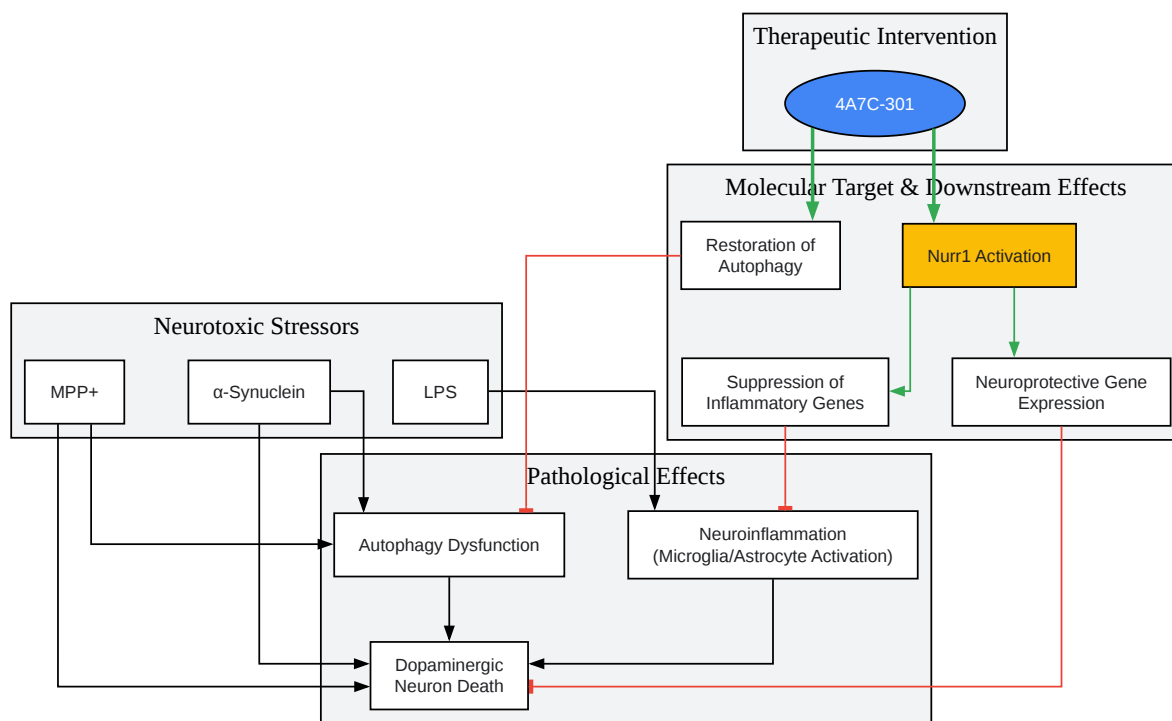 Therapeutic Intervention
4A7C-301
Molecular Target & Downstream Effects
Restoration of
Autophagy
Nurr1 Activation
Neurotoxic Stressors
MPP+
α-Synuclein
LPS
Suppression of
Inflammatory Genes
Neuroprotective Gene
Expression
Pathological Effects
Autophagy Dysfunction
Neuroinflammation
(Microglia/Astrocyte Activation)
Dopaminergic
Neuron Death